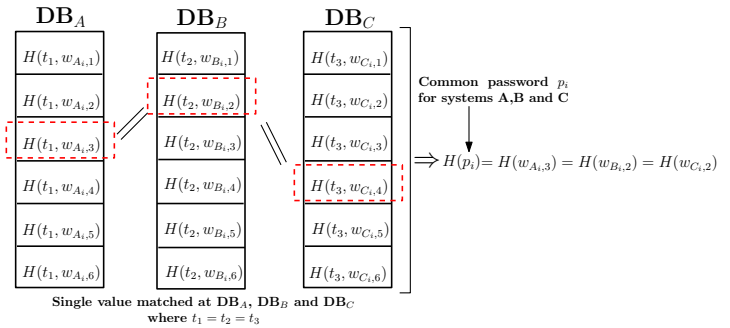 DB_A DB_B DB_C
H(t_1, w_{A_i,1}) H(t_2, w_{B_i,1}) H(t_3, w_{C_i,1})
H(t_1, w_{A_i,2}) H(t_2, w_{B_i,2}) H(t_3, w_{C_i,2})
H(t_1, w_{A_i,3}) H(t_2, w_{B_i,3}) H(t_3, w_{C_i,3})
H(t_1, w_{A_i,4}) H(t_2, w_{B_i,4}) H(t_3, w_{C_i,4})
H(t_1, w_{A_i,5}) H(t_2, w_{B_i,5}) H(t_3, w_{C_i,5})
H(t_1, w_{A_i,6}) H(t_2, w_{B_i,6}) H(t_3, w_{C_i,6})
Common password p_i
for systems A,B and C
⇒ H(p_i)= H(w_{A_i,3}) = H(w_{B_i,2}) = H(w_{C_i,2})
Single value matched at DB_A, DB_B and DB_C
where t_1 = t_2 = t_3